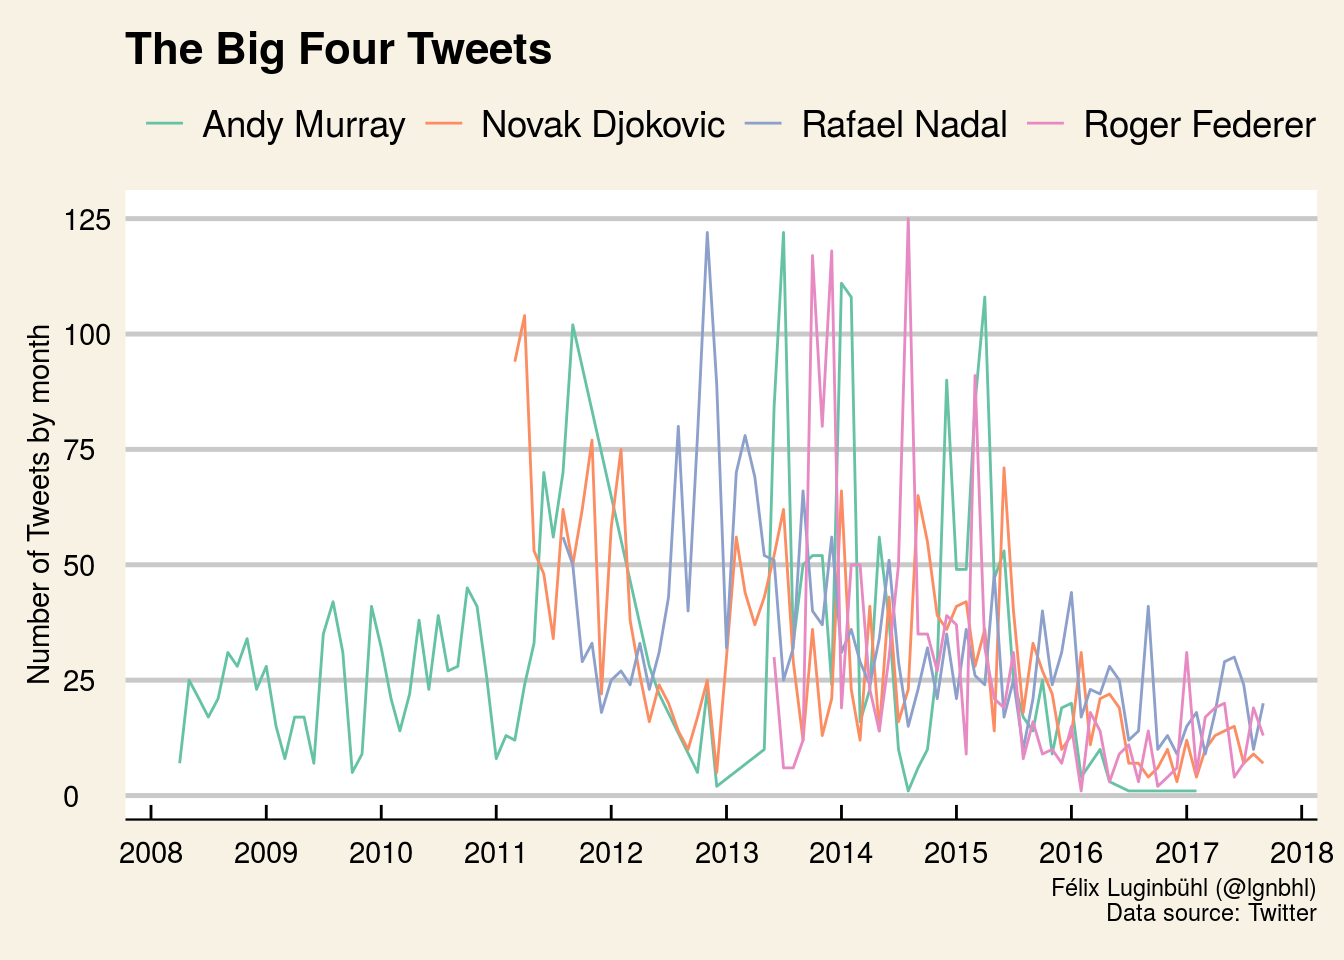 The Big Four Tweets
Andy Murray Novak Djokovic Rafael Nadal Roger Federer
Number of Tweets by month
125
100
75
50
25
0
2008 2009 2010 2011 2012 2013 2014 2015 2016 2017 2018
Félix Luginbühl (@lgnbhl)
Data source: Twitter